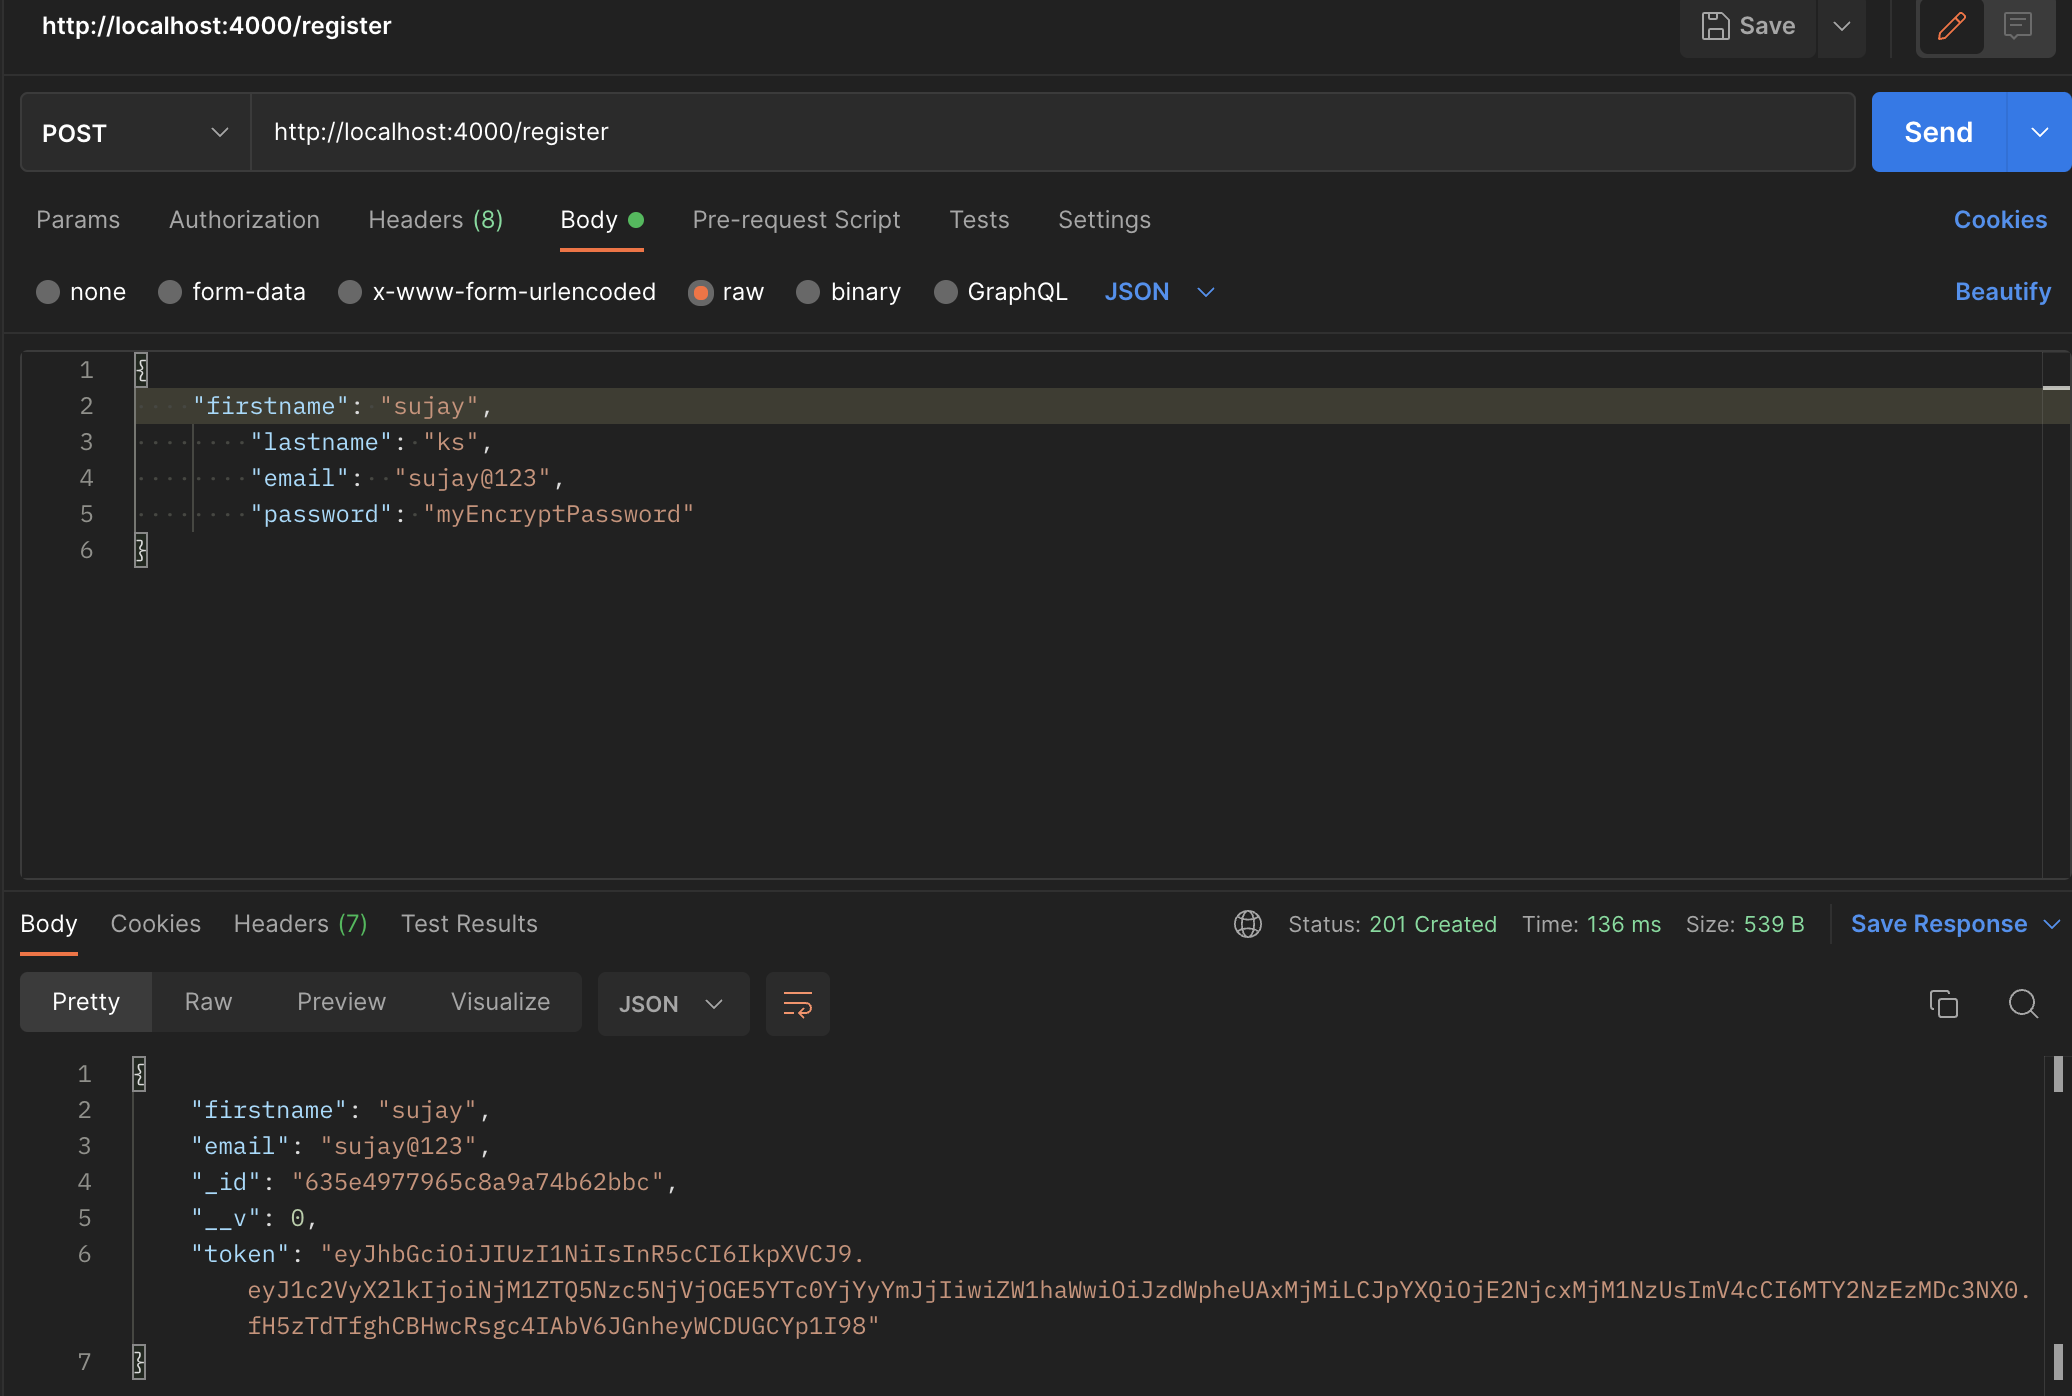 http://localhost:4000/register
Save
POST
http://localhost:4000/register
Send
Params Authorization Headers (8) Body Pre-request Script Tests Settings Cookies
none form-data x-www-form-urlencoded raw binary GraphQL JSON Beautify
1 {
2 "firstname": "sujay",
3 "lastname": "ks",
4 "email": "sujay@123",
5 "password": "myEncryptPassword"
6 }
Body Cookies Headers (7) Test Results Status: 201 Created Time: 136 ms Size: 539 B Save Response
Pretty Raw Preview Visualize JSON
1 {
2 "firstname": "sujay",
3 "email": "sujay@123",
4 "_id": "635e4977965c8a9a74b62bbc",
5 "__v": 0,
6 "token": "eyJhbGciOiJIUzI1NiIsInR5cCI6IkpXVCJ9.
eyJ1c2VyX2lkIjoiNjM1ZTQ5Nzc5NjVjOGE5YTc0YjYyYmJjIiwiZW1haWwiOiJzdWpheUAxMjMiLCJpYXQiOjE2NjcxMjM1NzUsImV4cCI6MTY2NzEzMDc3NX0.
fH5zTdTfghCBHwcRsgc4IAbV6JGnheyWCDUGCYp1I98"
7 }